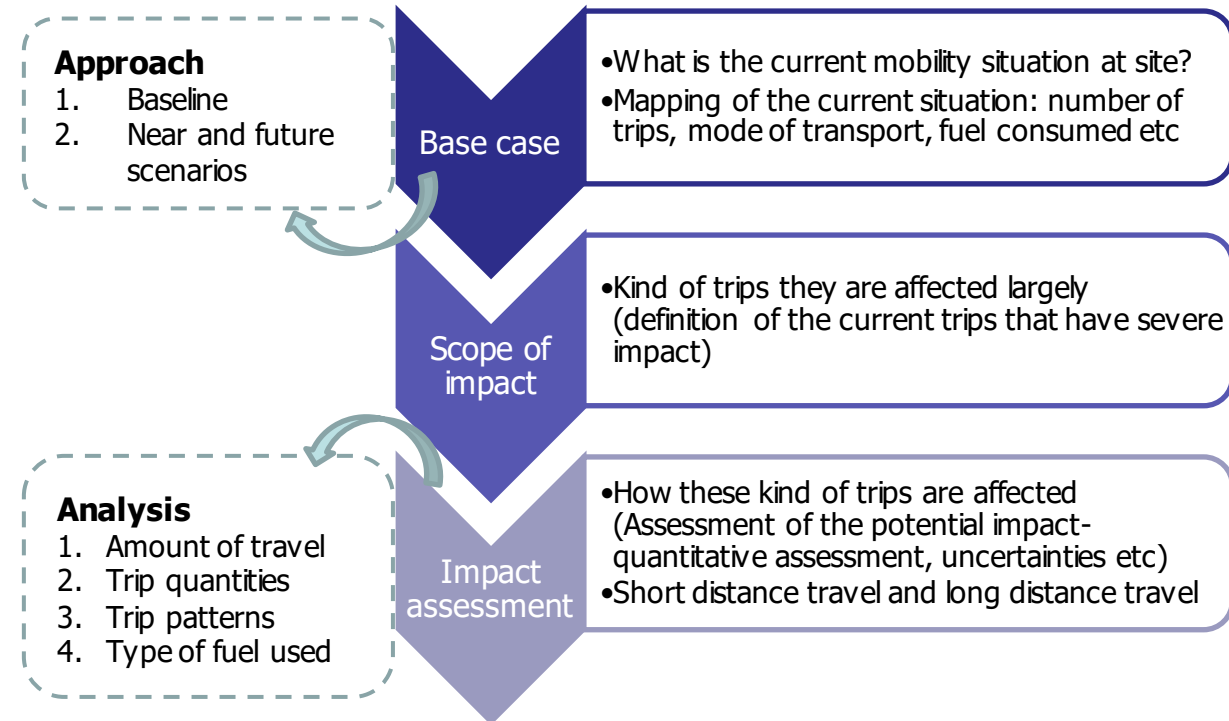 Approach
1. Baseline
2. Near and future
scenarios
Base case
•What is the current mobility situation at site?
•Mapping of the current situation: number of
trips, mode of transport, fuel consumed etc
Scope of
impact
•Kind of trips they are affected largely
(definition of the current trips that have severe
impact)
Analysis
1. Amount of travel
2. Trip quantities
3. Trip patterns
4. Type of fuel used
Impact
assessment
•How these kind of trips are affected
(Assessment of the potential impact-
quantitative assessment, uncertainties etc)
•Short distance travel and long distance travel